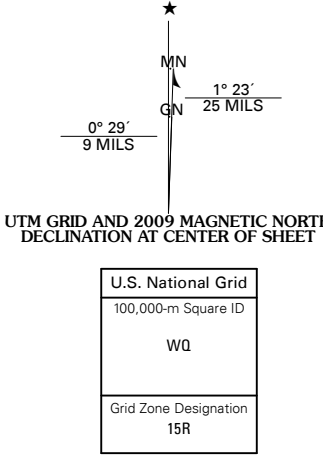 ★
MN
1° 23´
GN
25 MILS
0° 29´
9 MILS
UTM GRID AND 2009 MAGNETIC NORTH
DECLINATION AT CENTER OF SHEET
U.S. National Grid
100,000-m Square ID
WQ
Grid Zone Designation
15R